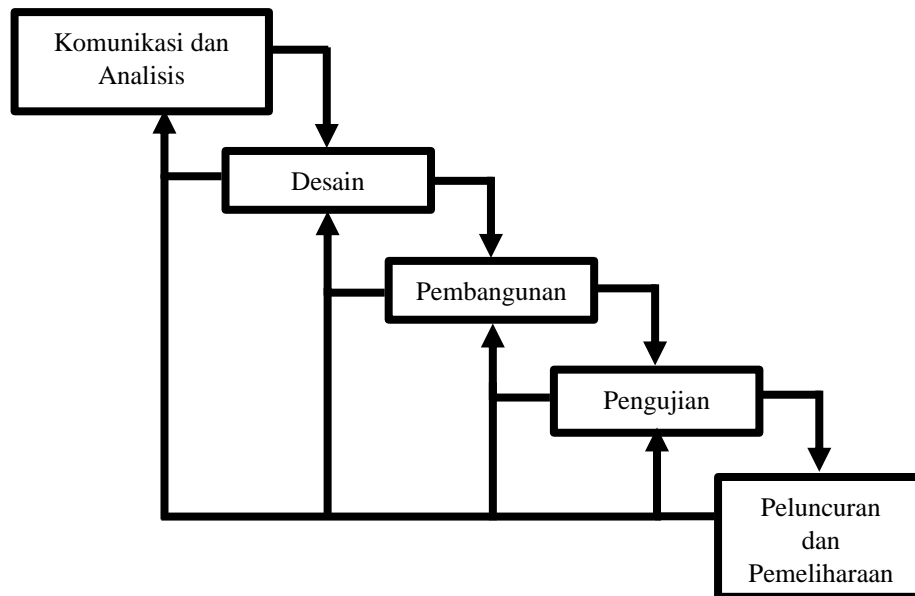 Komunikasi dan
Analisis
Desain
Pembangunan
Pengujian
Peluncuran
dan
Pemeliharaan